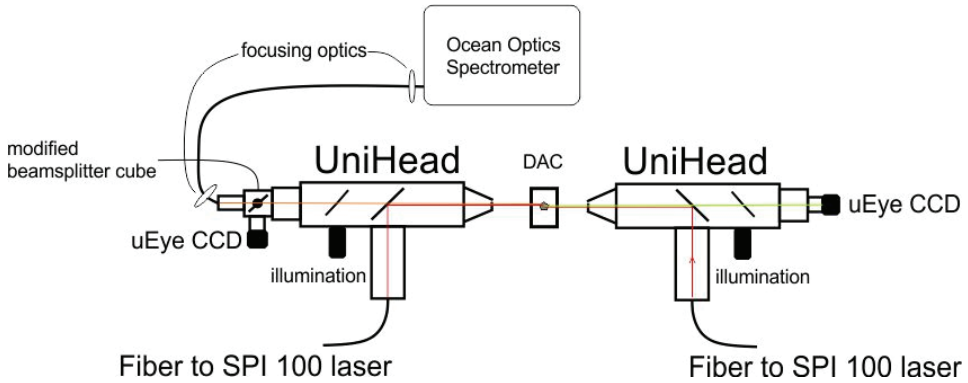 focusing optics
Ocean Optics
Spectrometer
modified
beamsplitter cube
UniHead
DAC
UniHead
uEye CCD
uEye CCD
illumination
illumination
Fiber to SPI 100 laser
Fiber to SPI 100 laser